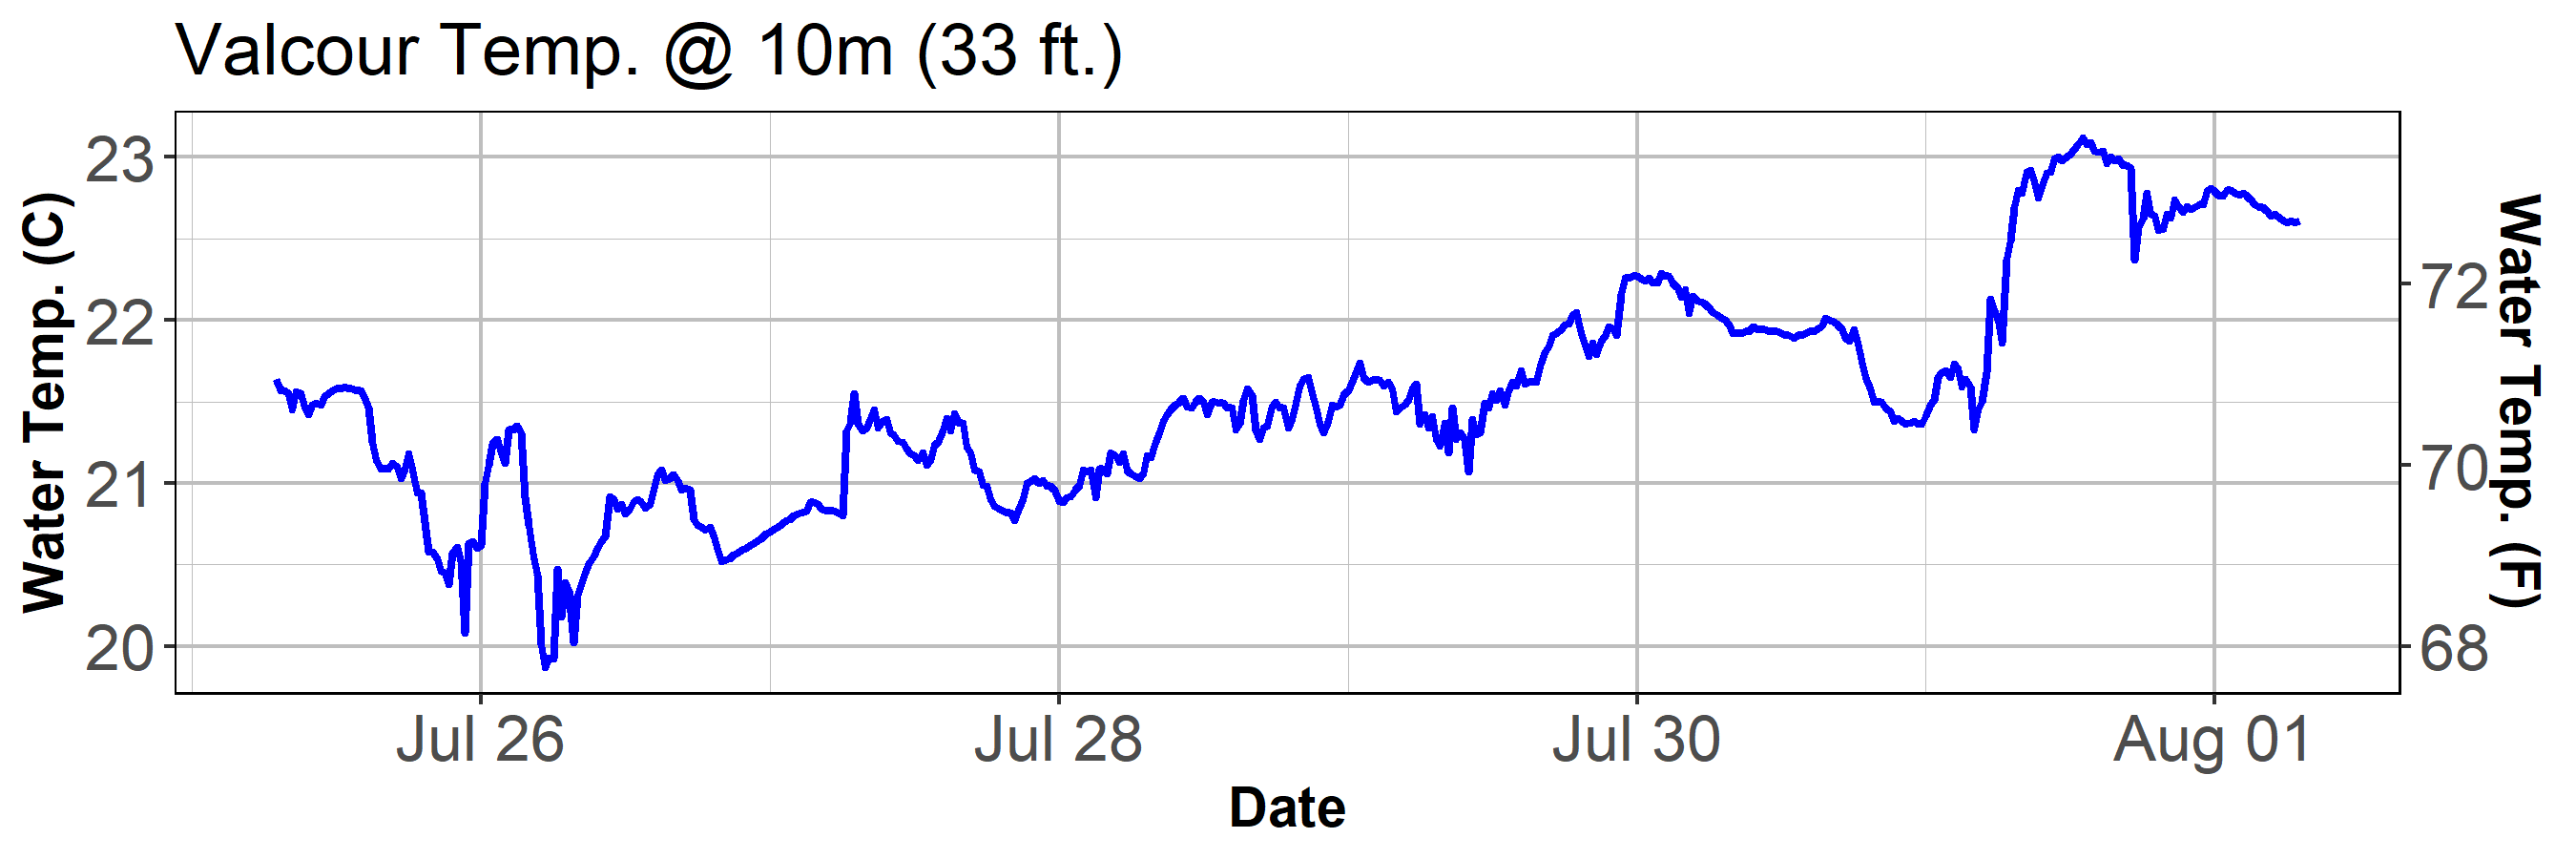 Valcour Temp. @ 10m (33 ft.)
Water Temp. (C)
23
22
21
20
72
70
68
Water Temp. (F)
Jul 26
Jul 28
Jul 30
Aug 01
Date